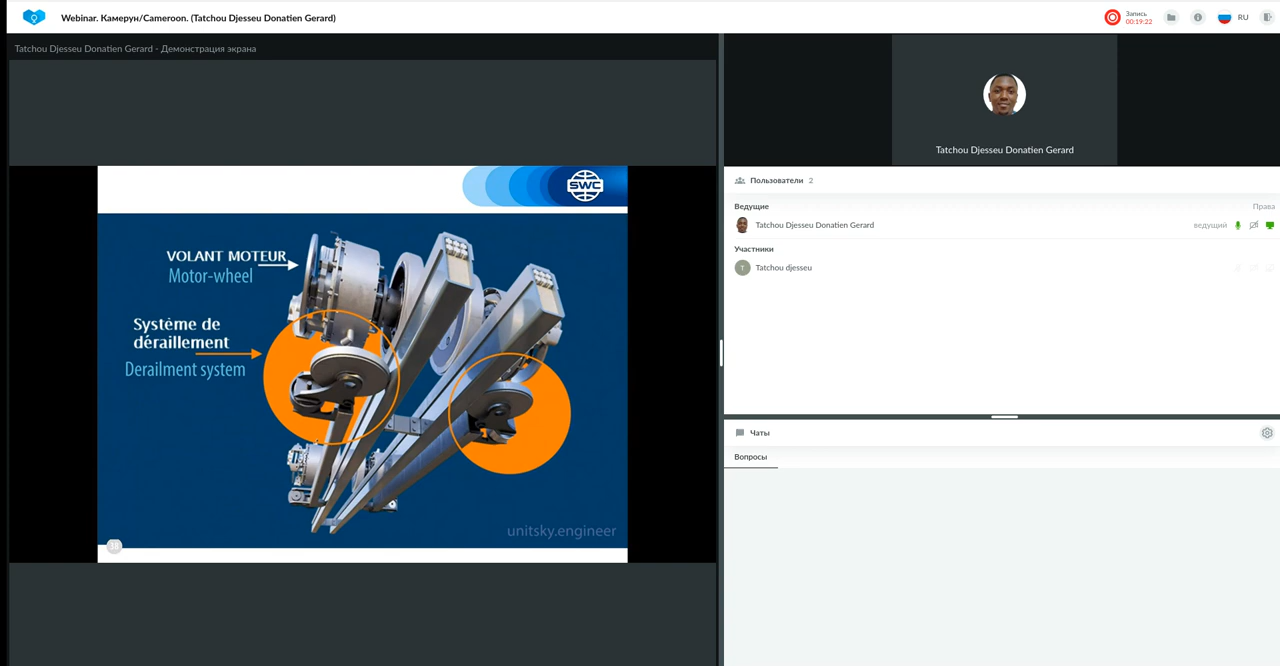 Webinar. Камерун/Cameroon. (Tatchou Djesseu Donatien Gerard)
Запись
00:19:22
RU
Tatchou Djesseu Donatien Gerard - Демонстрация экрана
SWC
VOLANT MOTEUR
Motor-wheel
Système de
déraillement
Derailment system
unitsky.engineer
Tatchou Djesseu Donatien Gerard
Пользователи 2
Ведущие Права
Tatchou Djesseu Donatien Gerard ведущий
Участники
T Tatchou djesseu
Чаты
Вопросы